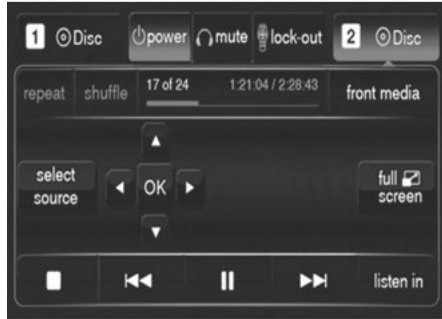 1 Disc power mute lock-out 2 Disc
repeat shuffle 17 of 24 1:21:04 / 2:28:43 front media
select
source
OK
full
screen
listen in